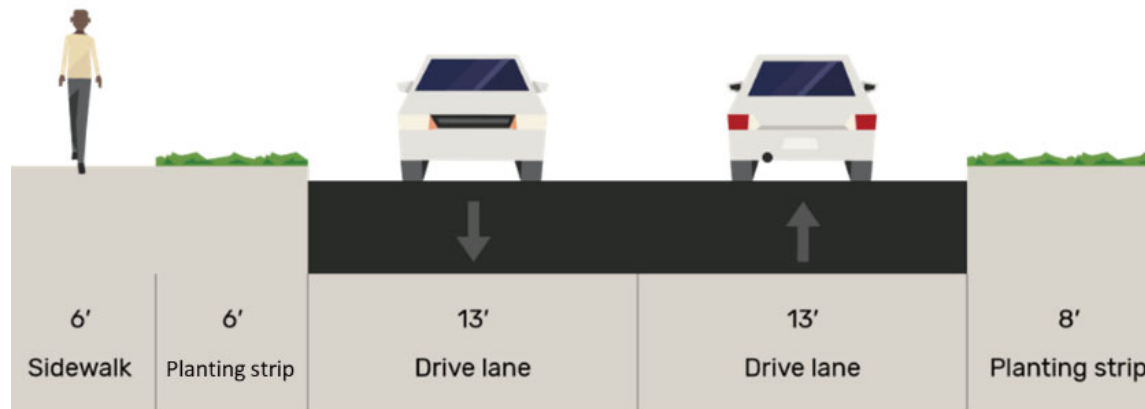 6′ 6′ 13′ 13′ 8′
Sidewalk Planting strip Drive lane Drive lane Planting strip